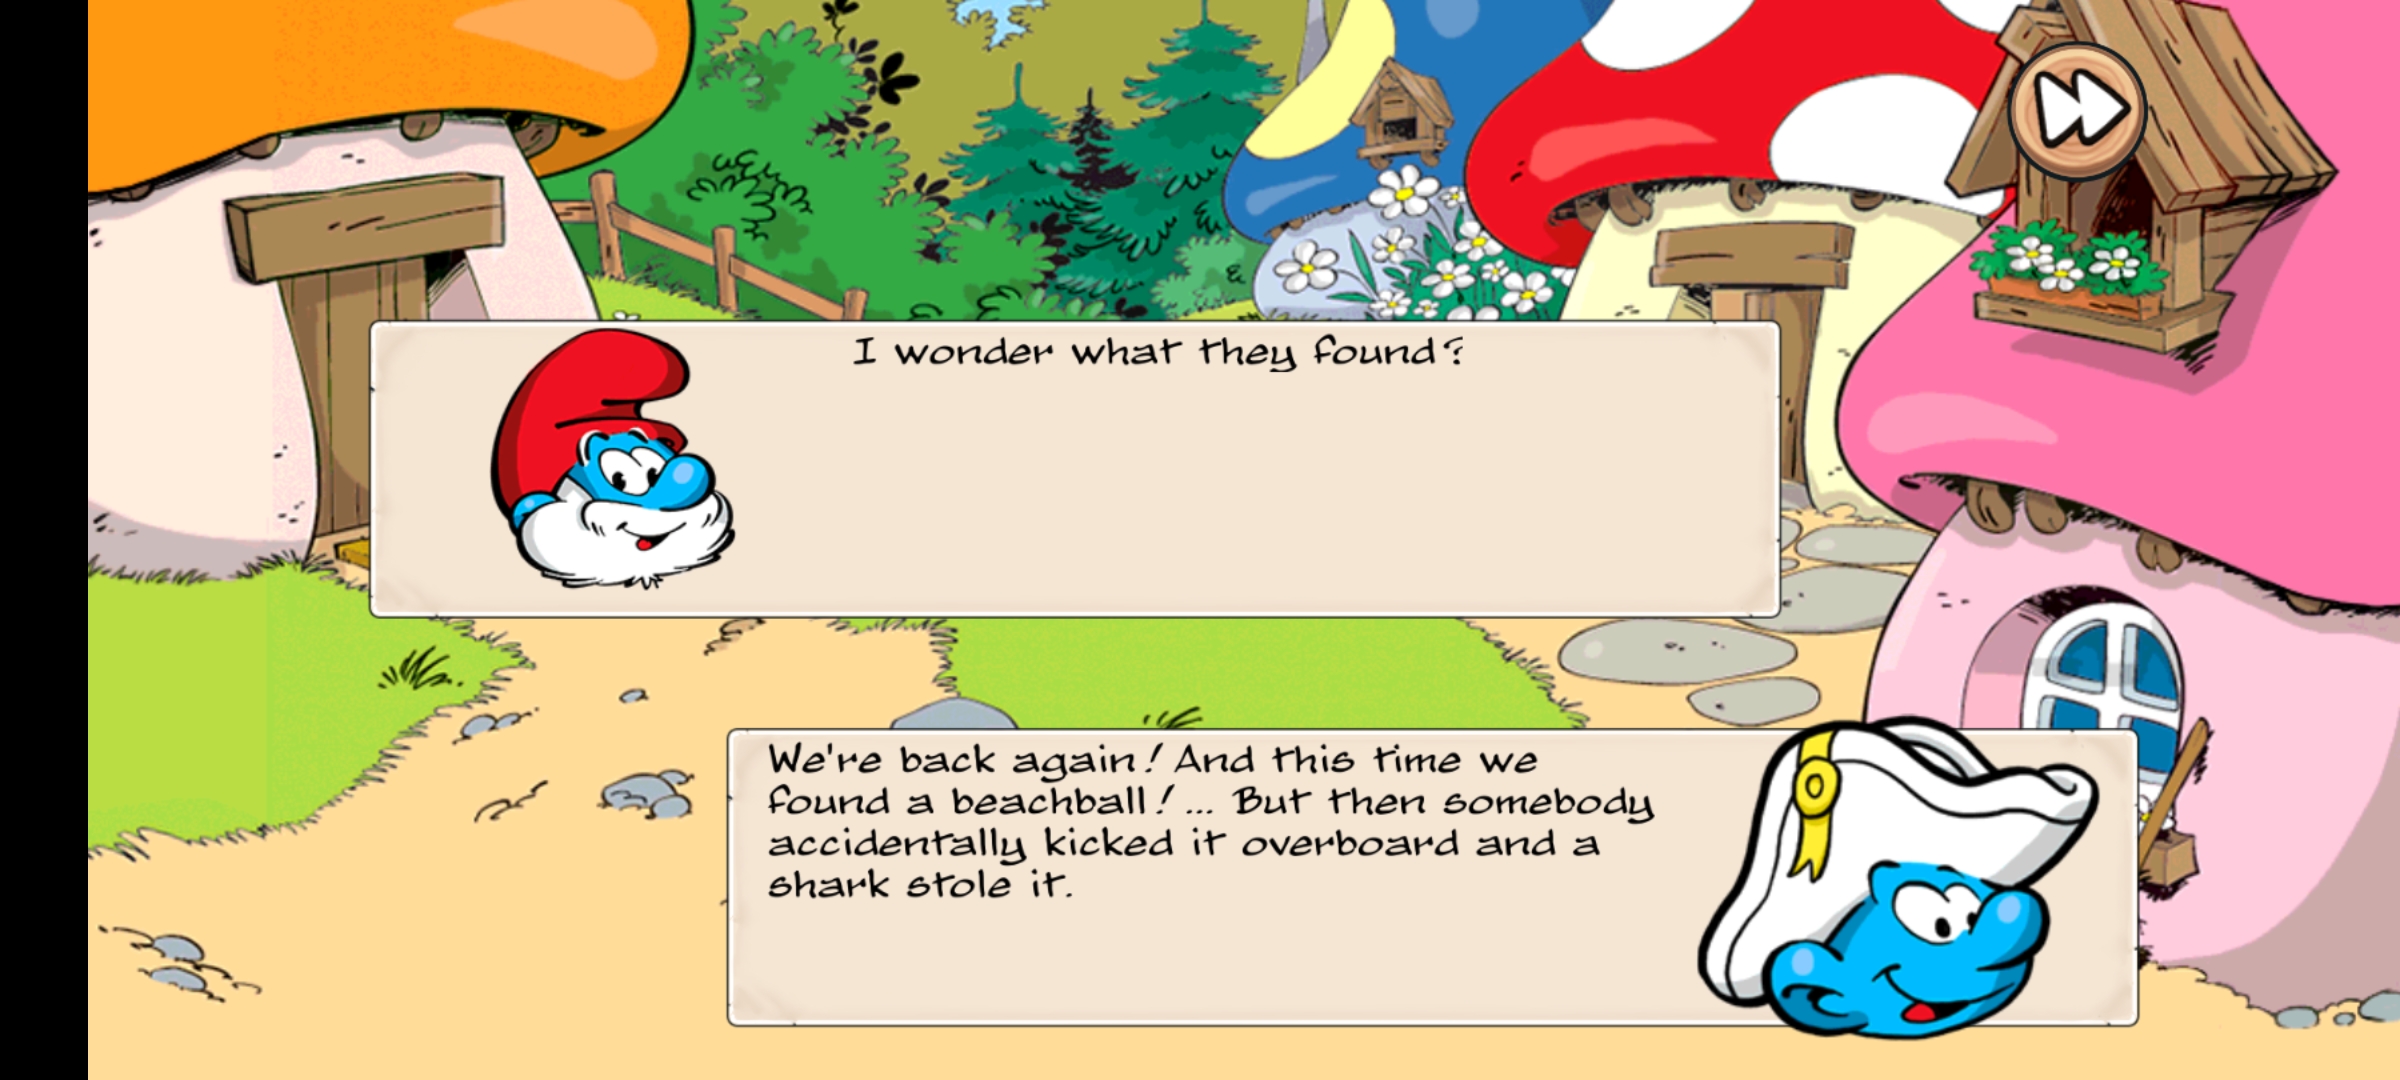 I wonder what they found?
We're back again! And this time we
found a beachball! ... But then somebody
accidentally kicked it overboard and a
shark stole it.